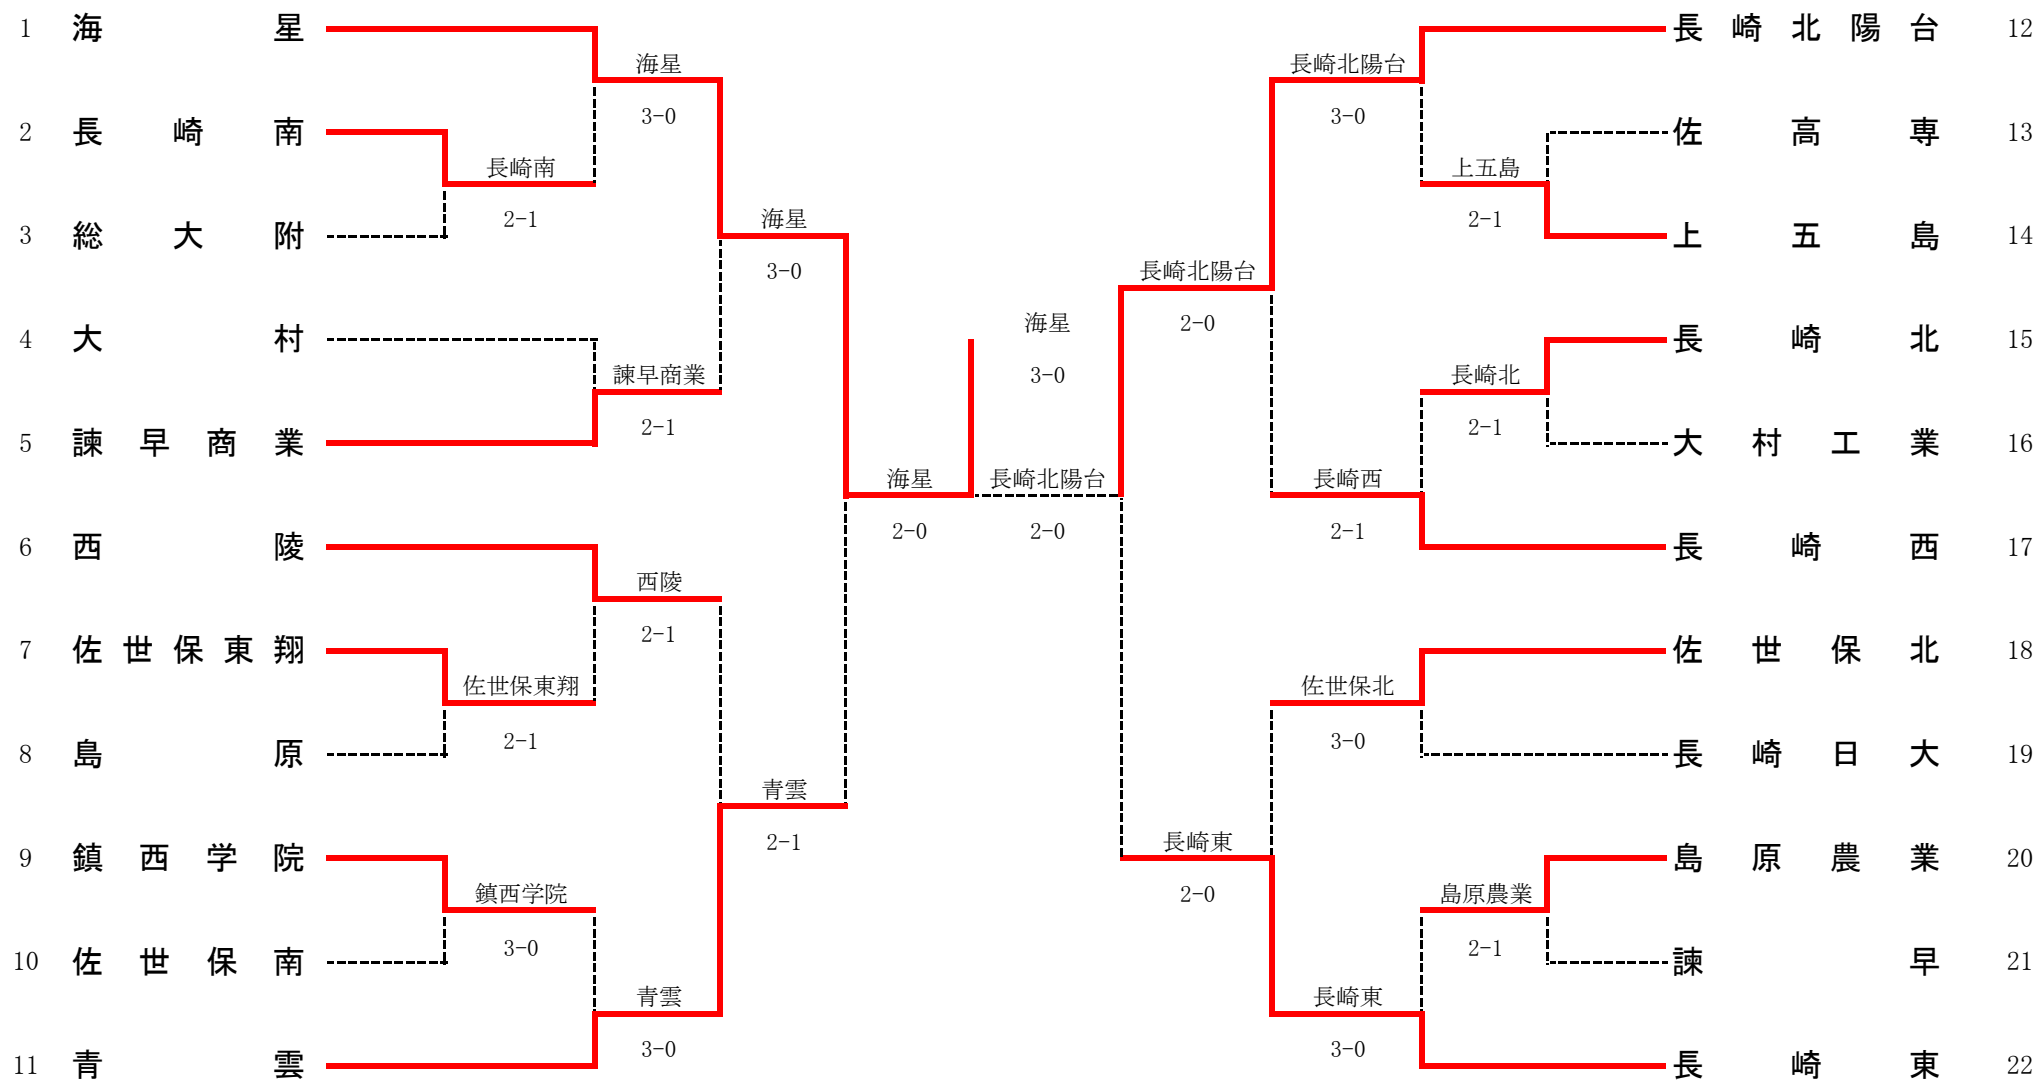 1 海星
2 長崎南
3 総大附
4 大村
5 諫早商業
6 西陵
7 佐世保東翔
8 島原
9 鎮西学院
10 佐世保南
11 青雲
長崎南
2-1
佐世保東翔
2-1
鎮西学院
3-0
海星
3-0
諫早商業
2-1
西陵
2-1
青雲
3-0
海星
3-0
青雲
2-1
海星
2-0
海星
3-0
長崎北陽台
2-0
長崎北陽台
2-0
長崎東
2-0
長崎北陽台
3-0
長崎西
2-1
佐世保北
3-0
長崎東
3-0
上五島
2-1
長崎北
2-1
島原農業
2-1
長崎北陽台 12
佐高専 13
上五島 14
長崎北 15
大村工業 16
長崎西 17
佐世保北 18
長崎日大 19
島原農業 20
諫早 21
長崎東 22